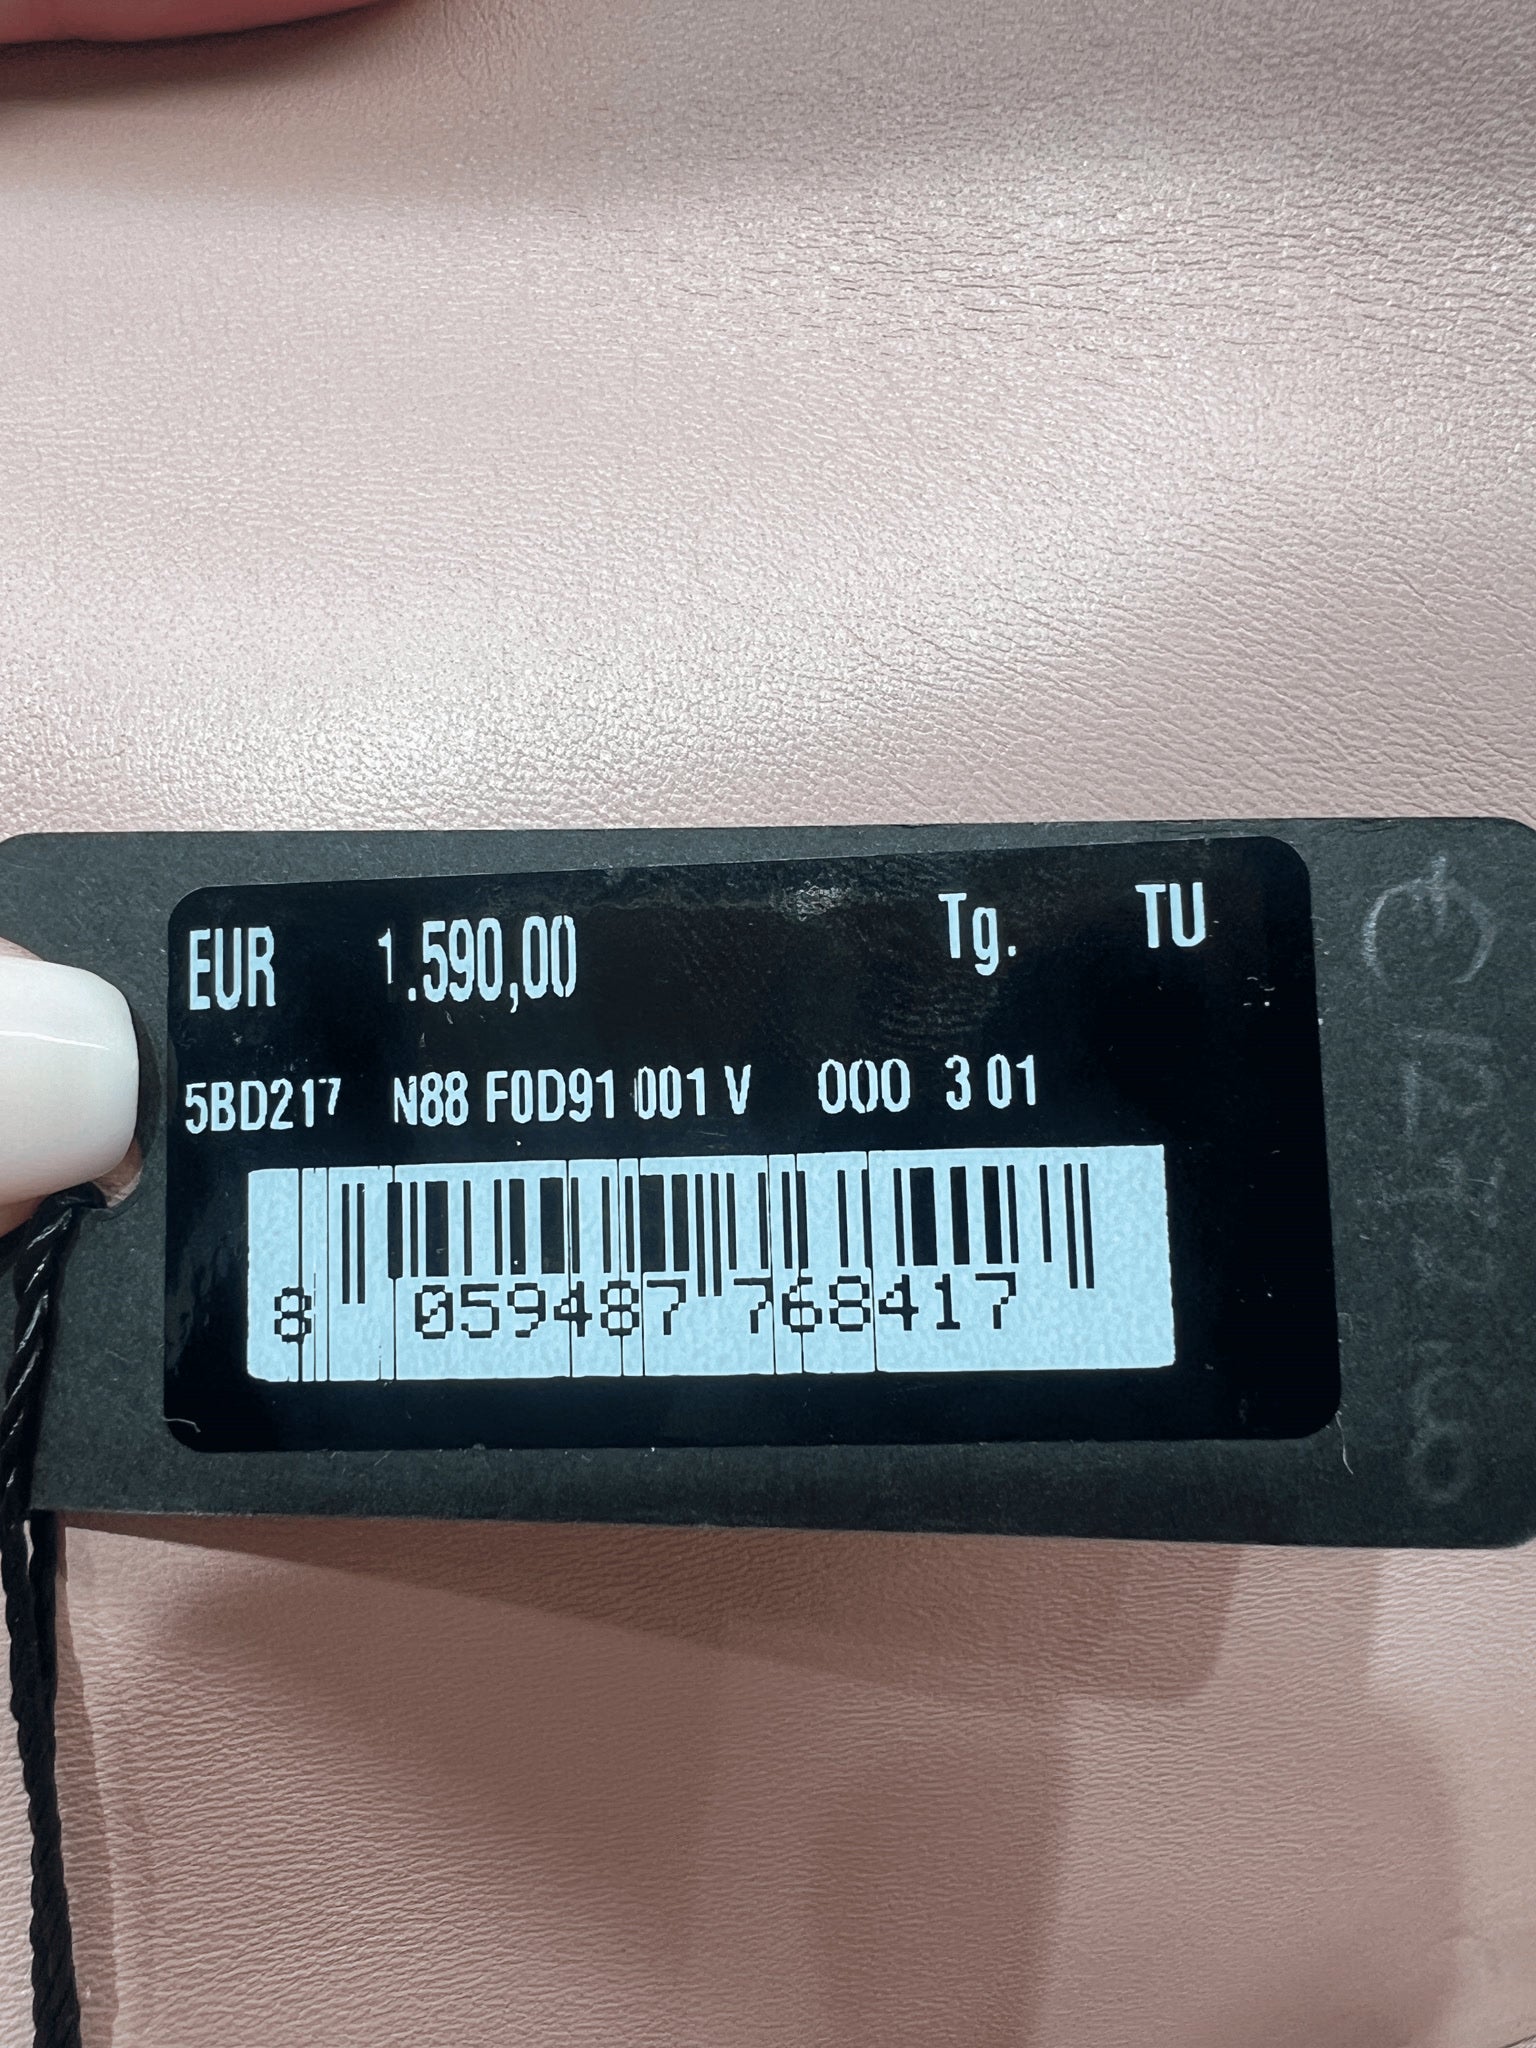 EUR 1.590,00 Tg. TU
5BD217 N88 F0D91 001 V 000 3 01
8 059487 768417